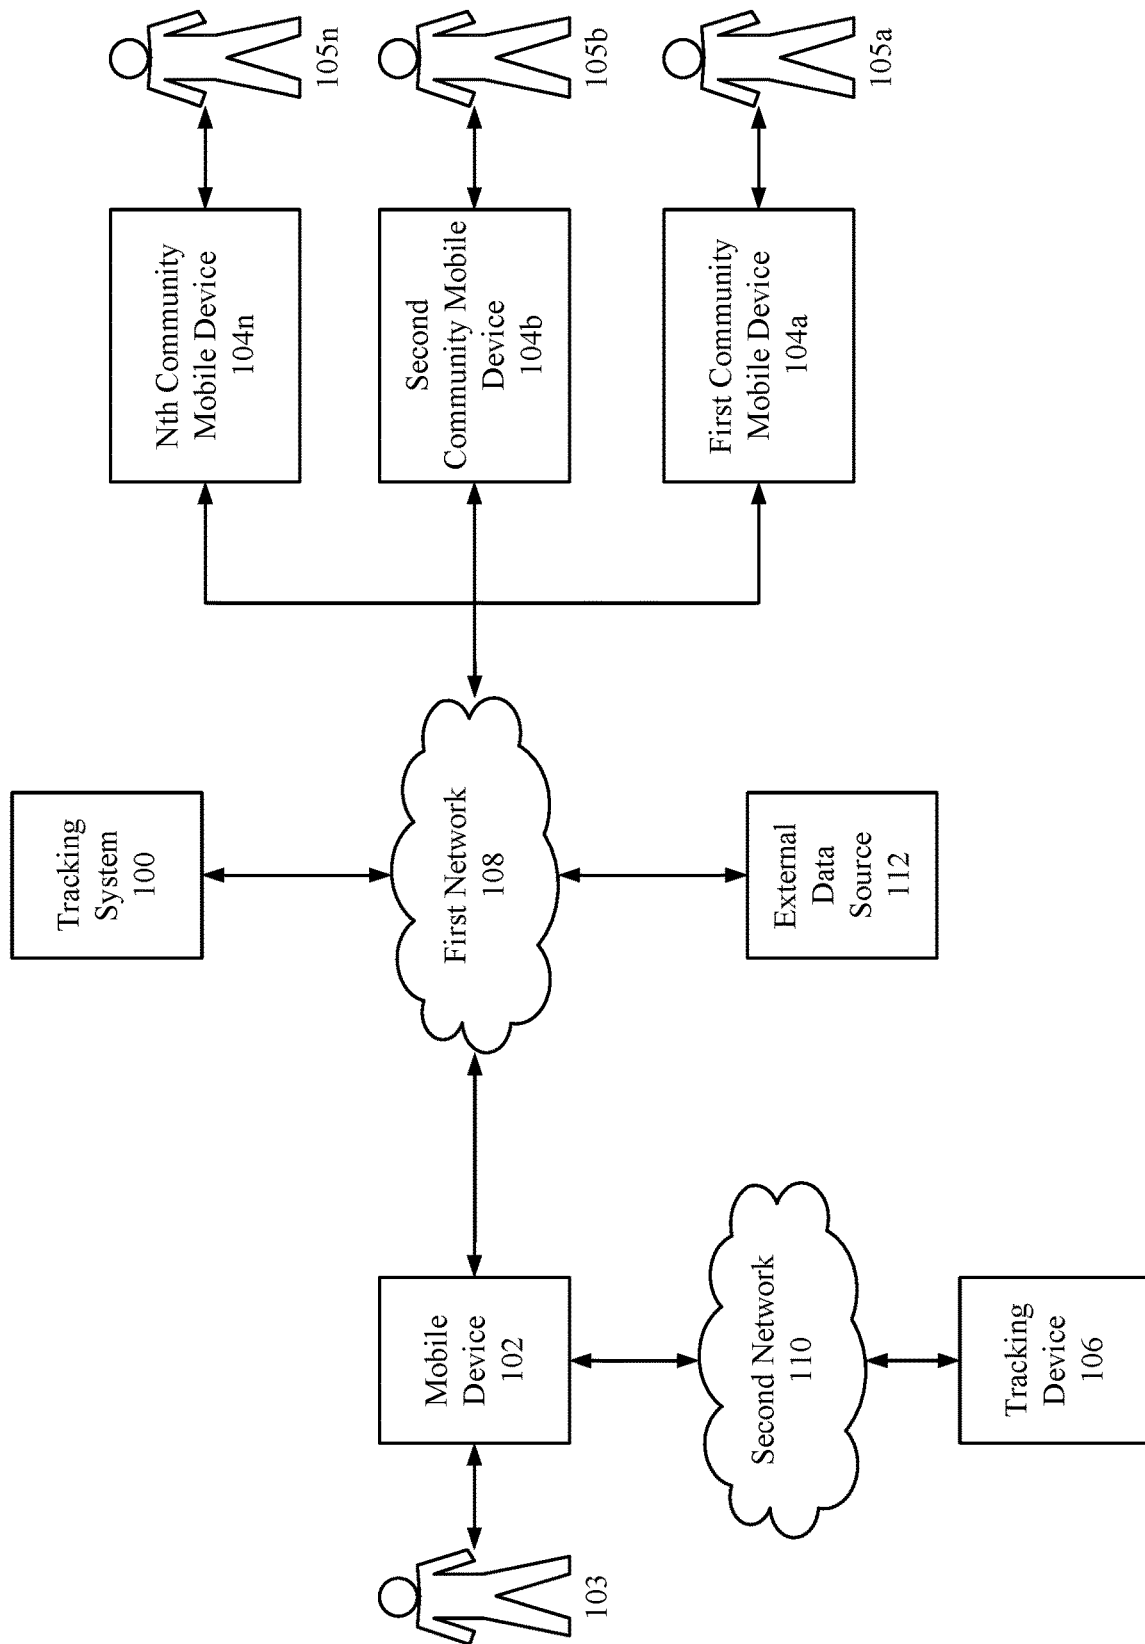 Tracking
System
100
Nth Community
Mobile Device
104n
105n
103
Mobile
Device
102
First Network
108
Second
Community Mobile
Device
104b
105b
Second Network
110
External
Data
Source
112
First Community
Mobile Device
104a
105a
Tracking
Device
106